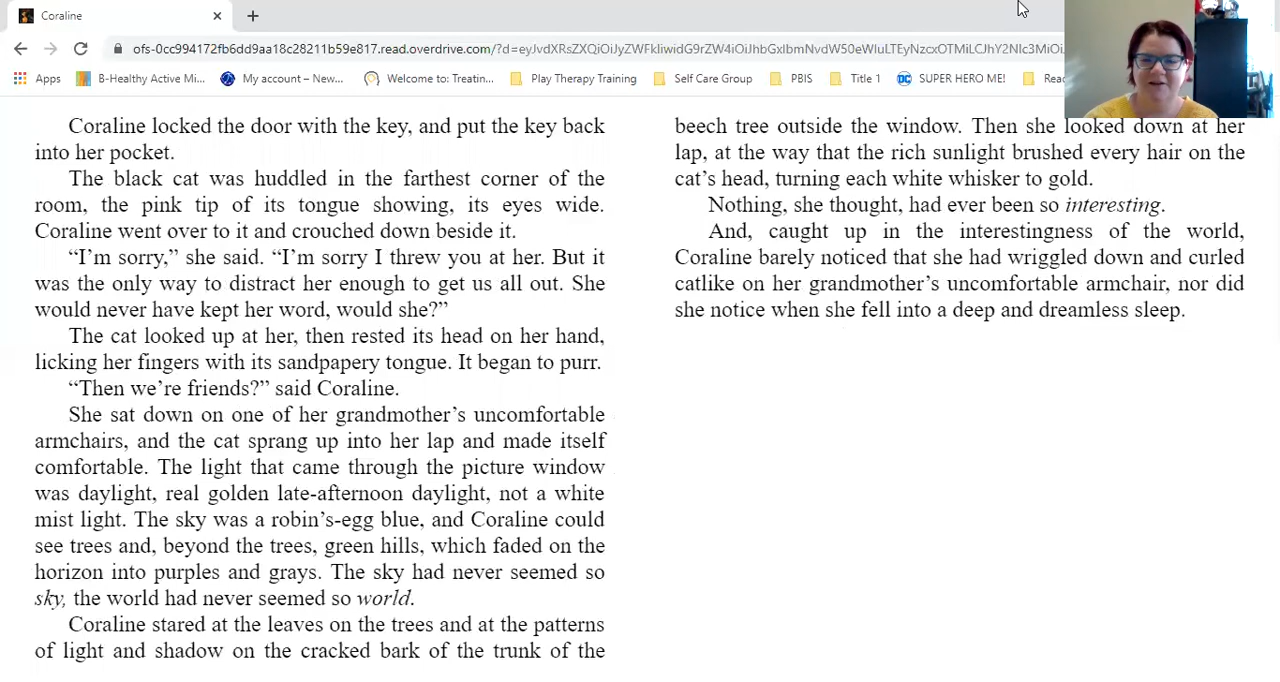 Coraline
ofs-0cc994172fb6dd9aa18c28211b59e817.read.overdrive.com/?d=
Apps B-Healthy Active Mi... My account – New... Welcome to: Treatin... Play Therapy Training Self Care Group PBIS Title 1 SUPER HERO ME! Rea
Coraline locked the door with the key, and put the key back
into her pocket.
The black cat was huddled in the farthest corner of the
room, the pink tip of its tongue showing, its eyes wide.
Coraline went over to it and crouched down beside it.
“I’m sorry,” she said. “I’m sorry I threw you at her. But it
was the only way to distract her enough to get us all out. She
would never have kept her word, would she?”
The cat looked up at her, then rested its head on her hand,
licking her fingers with its sandpapery tongue. It began to purr.
“Then we’re friends?” said Coraline.
She sat down on one of her grandmother’s uncomfortable
armchairs, and the cat sprang up into her lap and made itself
comfortable. The light that came through the picture window
was daylight, real golden late-afternoon daylight, not a white
mist light. The sky was a robin’s-egg blue, and Coraline could
see trees and, beyond the trees, green hills, which faded on the
horizon into purples and grays. The sky had never seemed so
sky, the world had never seemed so world.
Coraline stared at the leaves on the trees and at the patterns
of light and shadow on the cracked bark of the trunk of the
beech tree outside the window. Then she looked down at her
lap, at the way that the rich sunlight brushed every hair on the
cat’s head, turning each white whisker to gold.
Nothing, she thought, had ever been so interesting.
And, caught up in the interestingness of the world,
Coraline barely noticed that she had wriggled down and curled
catlike on her grandmother’s uncomfortable armchair, nor did
she notice when she fell into a deep and dreamless sleep.